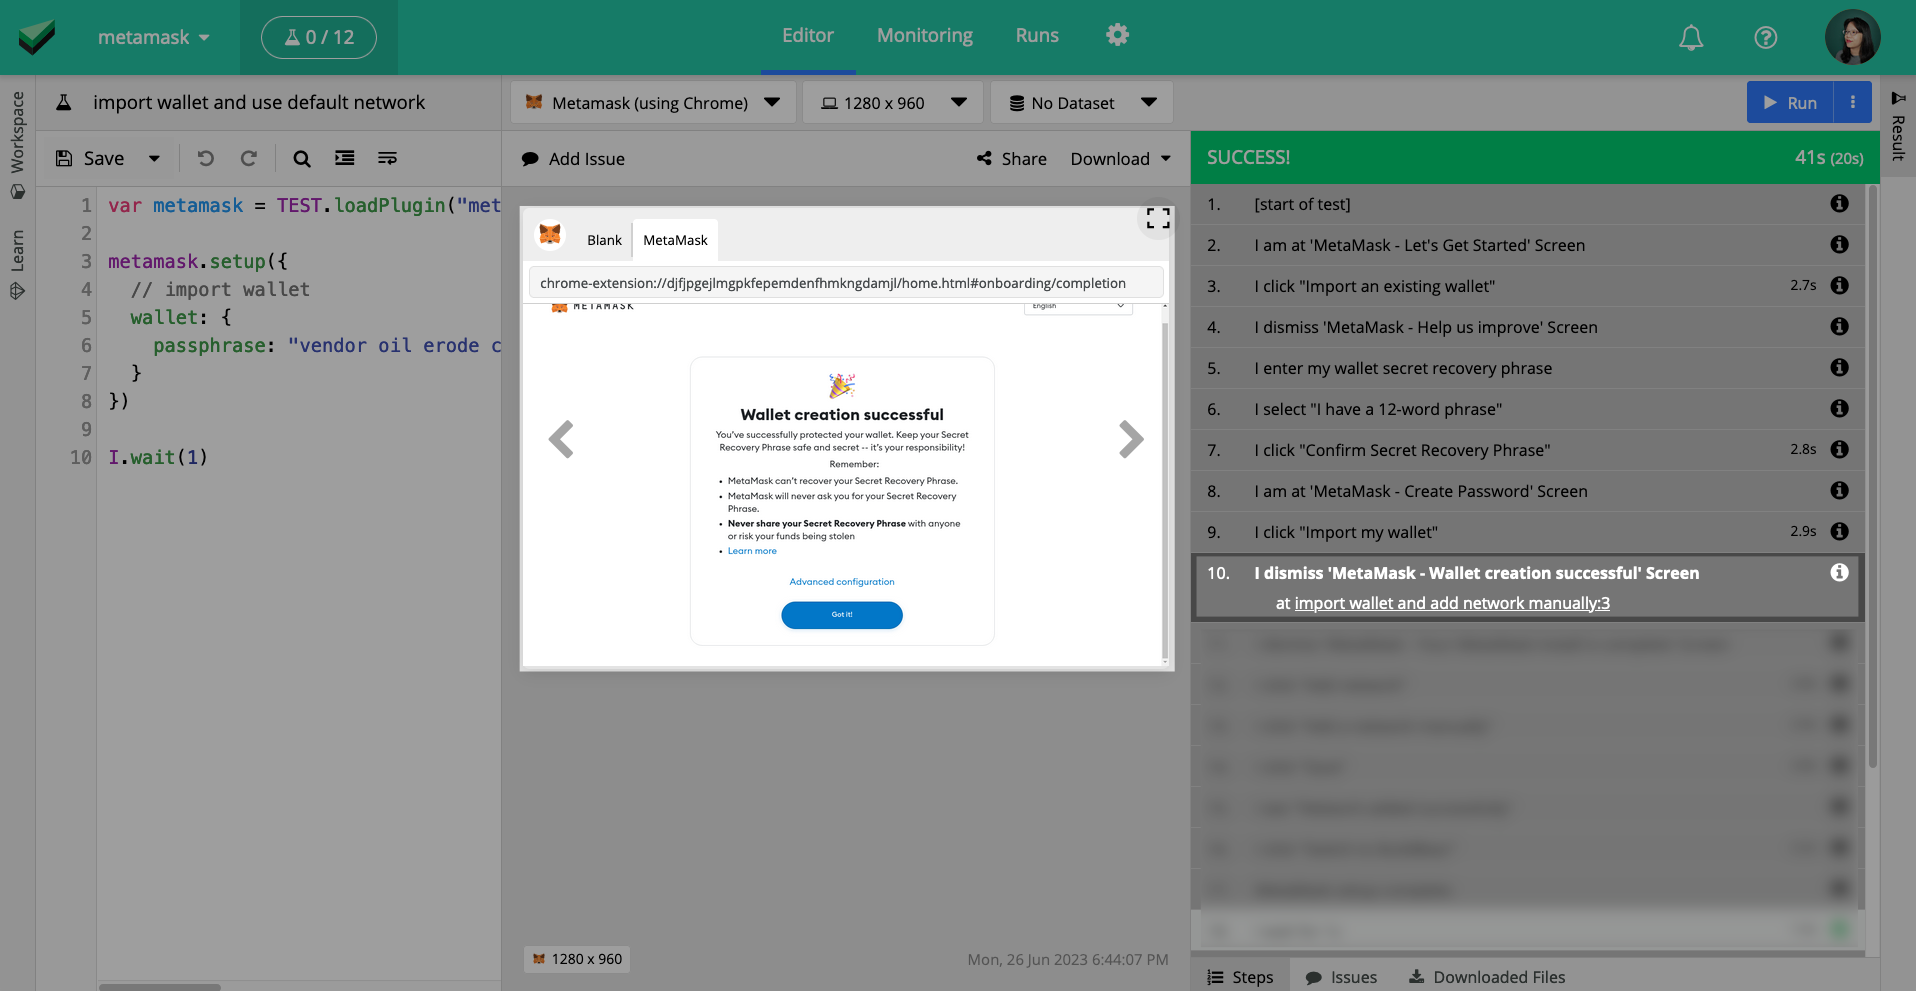 metamask
0 / 12
Editor
Monitoring
Runs
Workspace
Learn
import wallet and use default network
Metamask (using Chrome)
1280 x 960
No Dataset
Run
Result
Save
Add Issue
Share
Download
SUCCESS!
41s (20s)
1 var metamask = TEST.loadPlugin("met
2
3 metamask.setup({
4 // import wallet
5 wallet: {
6 passphrase: "vendor oil erode c
7 }
8 })
9
10 I.wait(1)
Blank
MetaMask
chrome-extension://djfjpgejlmgpkfepemdenfhmkngdamjl/home.html#onboarding/completion
METAMASK
English
Wallet creation successful
You've successfully protected your wallet. Keep your Secret
Recovery Phrase safe and secret -- it's your responsibility!
Remember:
• MetaMask can't recover your Secret Recovery Phrase.
• MetaMask will never ask you for your Secret Recovery
Phrase.
• Never share your Secret Recovery Phrase with anyone
or risk your funds being stolen
• Learn more
Advanced configuration
Got it!
1280 x 960
Mon, 26 Jun 2023 6:44:07 PM
1. [start of test]
2. I am at 'MetaMask - Let's Get Started' Screen
3. I click "Import an existing wallet" 2.7s
4. I dismiss 'MetaMask - Help us improve' Screen
5. I enter my wallet secret recovery phrase
6. I select "I have a 12-word phrase"
7. I click "Confirm Secret Recovery Phrase" 2.8s
8. I am at 'MetaMask - Create Password' Screen
9. I click "Import my wallet" 2.9s
10. I dismiss 'MetaMask - Wallet creation successful' Screen
at import wallet and add network manually:3
Steps
Issues
Downloaded Files